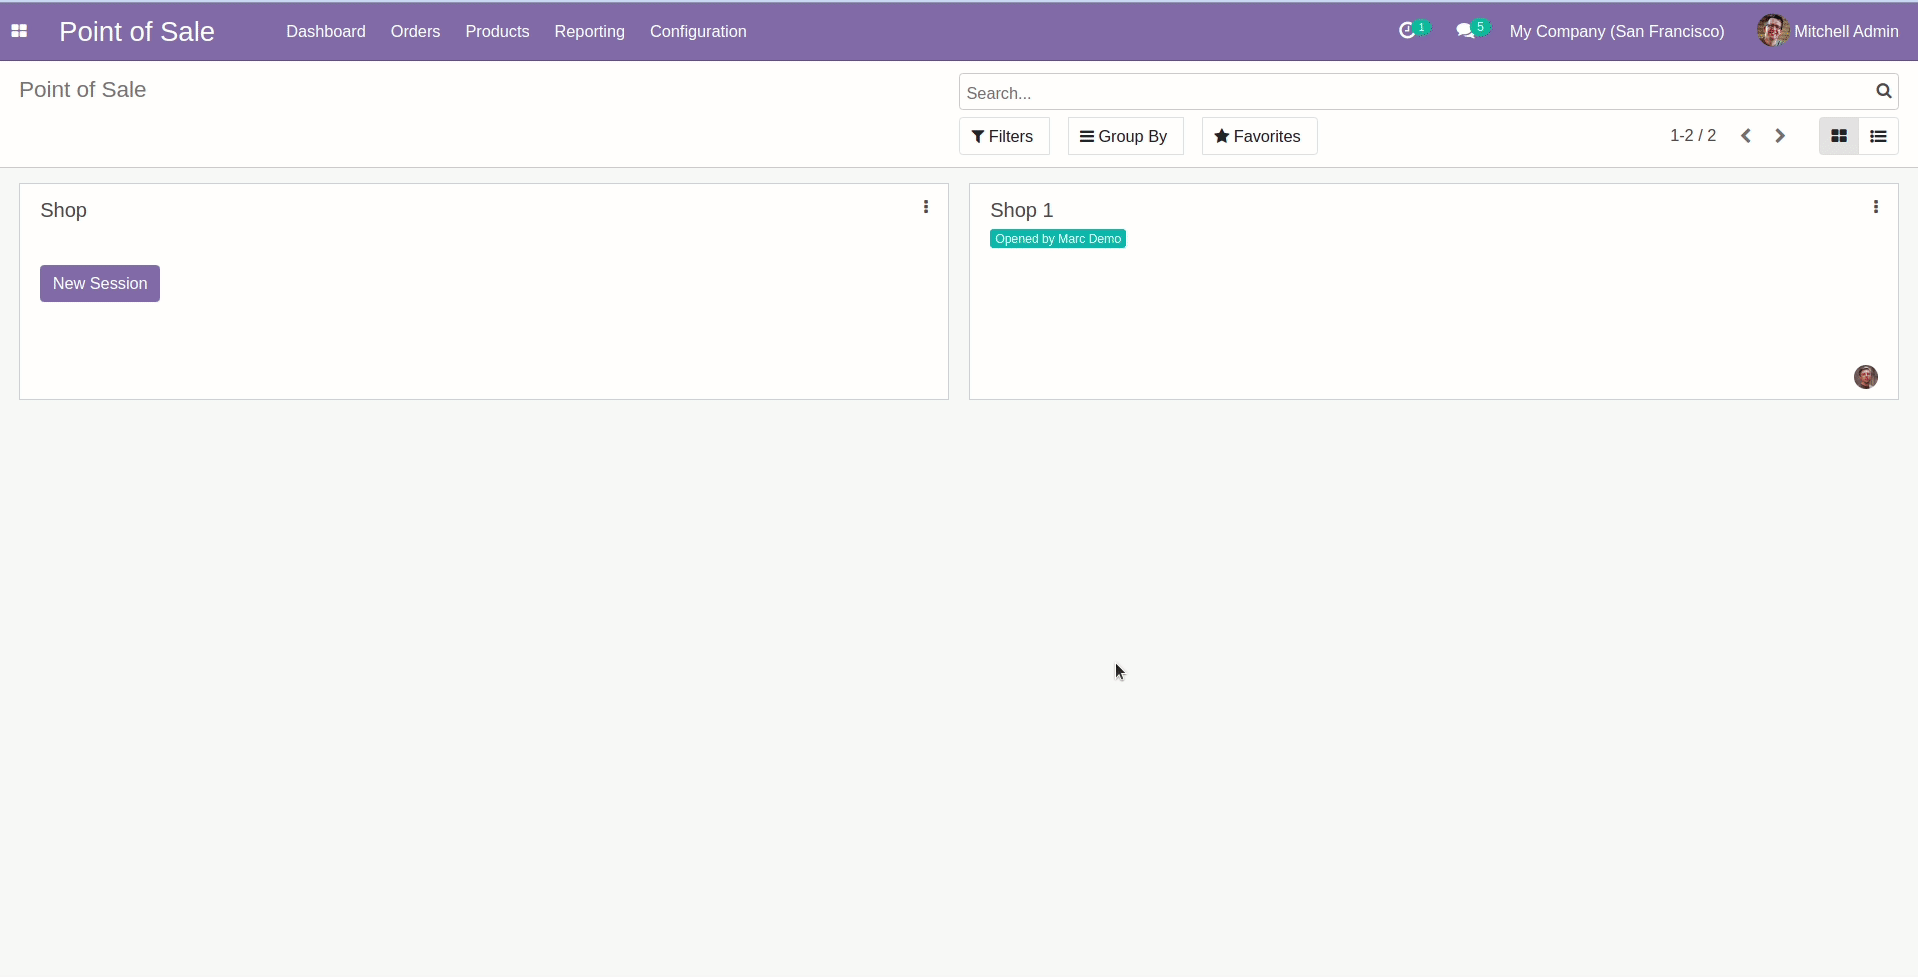 Point of Sale Dashboard Orders Products Reporting Configuration 1 5 My Company (San Francisco) Mitchell Admin
Point of Sale
Search...
Filters Group By Favorites 1-2 / 2
Shop
New Session
Shop 1
Opened by Marc Demo